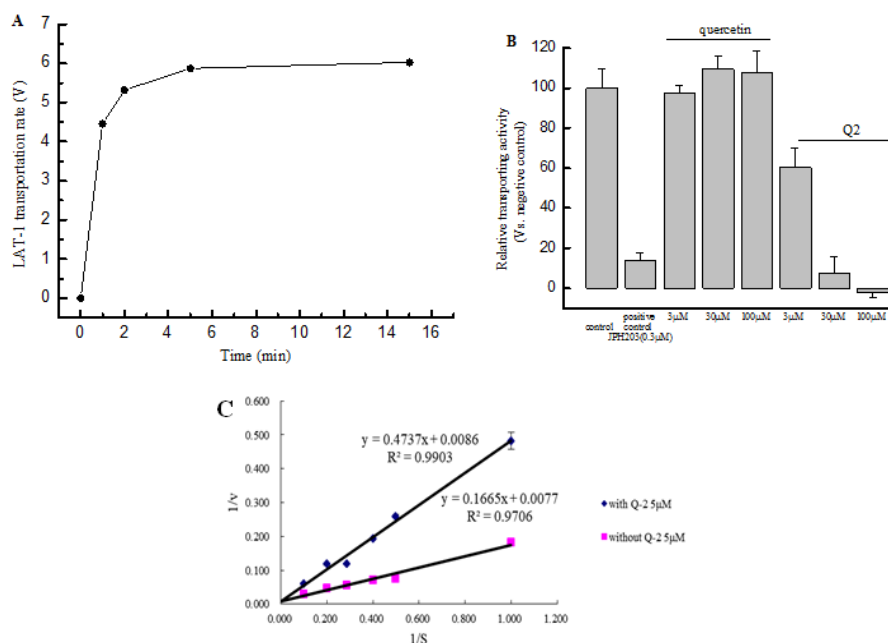 A
LAT-1 transportation rate (V)
6
5
4
3
2
1
0
0 2 4 6 8 10 12 14 16
Time (min)
B
quercetin
Q2
Relative transporting activity
(Vs. negetive control)
120
100
80
60
40
20
0
control
positive
control
JPH203(0.3μM)
3μM
30μM
100μM
3μM
30μM
100μM
C
1/v
0.600
0.500
0.400
0.300
0.200
0.100
0.000
y = 0.4737x + 0.0086
R² = 0.9903
y = 0.1665x + 0.0077
R² = 0.9706
with Q-2 5μM
without Q-2 5μM
0.000 0.200 0.400 0.600 0.800 1.000 1.200
1/S